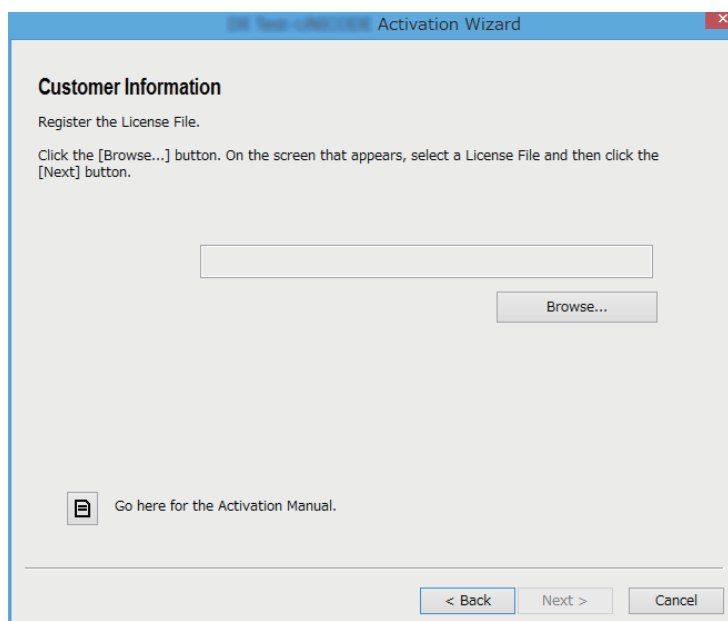 Activation Wizard
Customer Information
Register the License File.
Click the [Browse...] button. On the screen that appears, select a License File and then click the
[Next] button.
Browse...
Go here for the Activation Manual.
< Back
Next >
Cancel